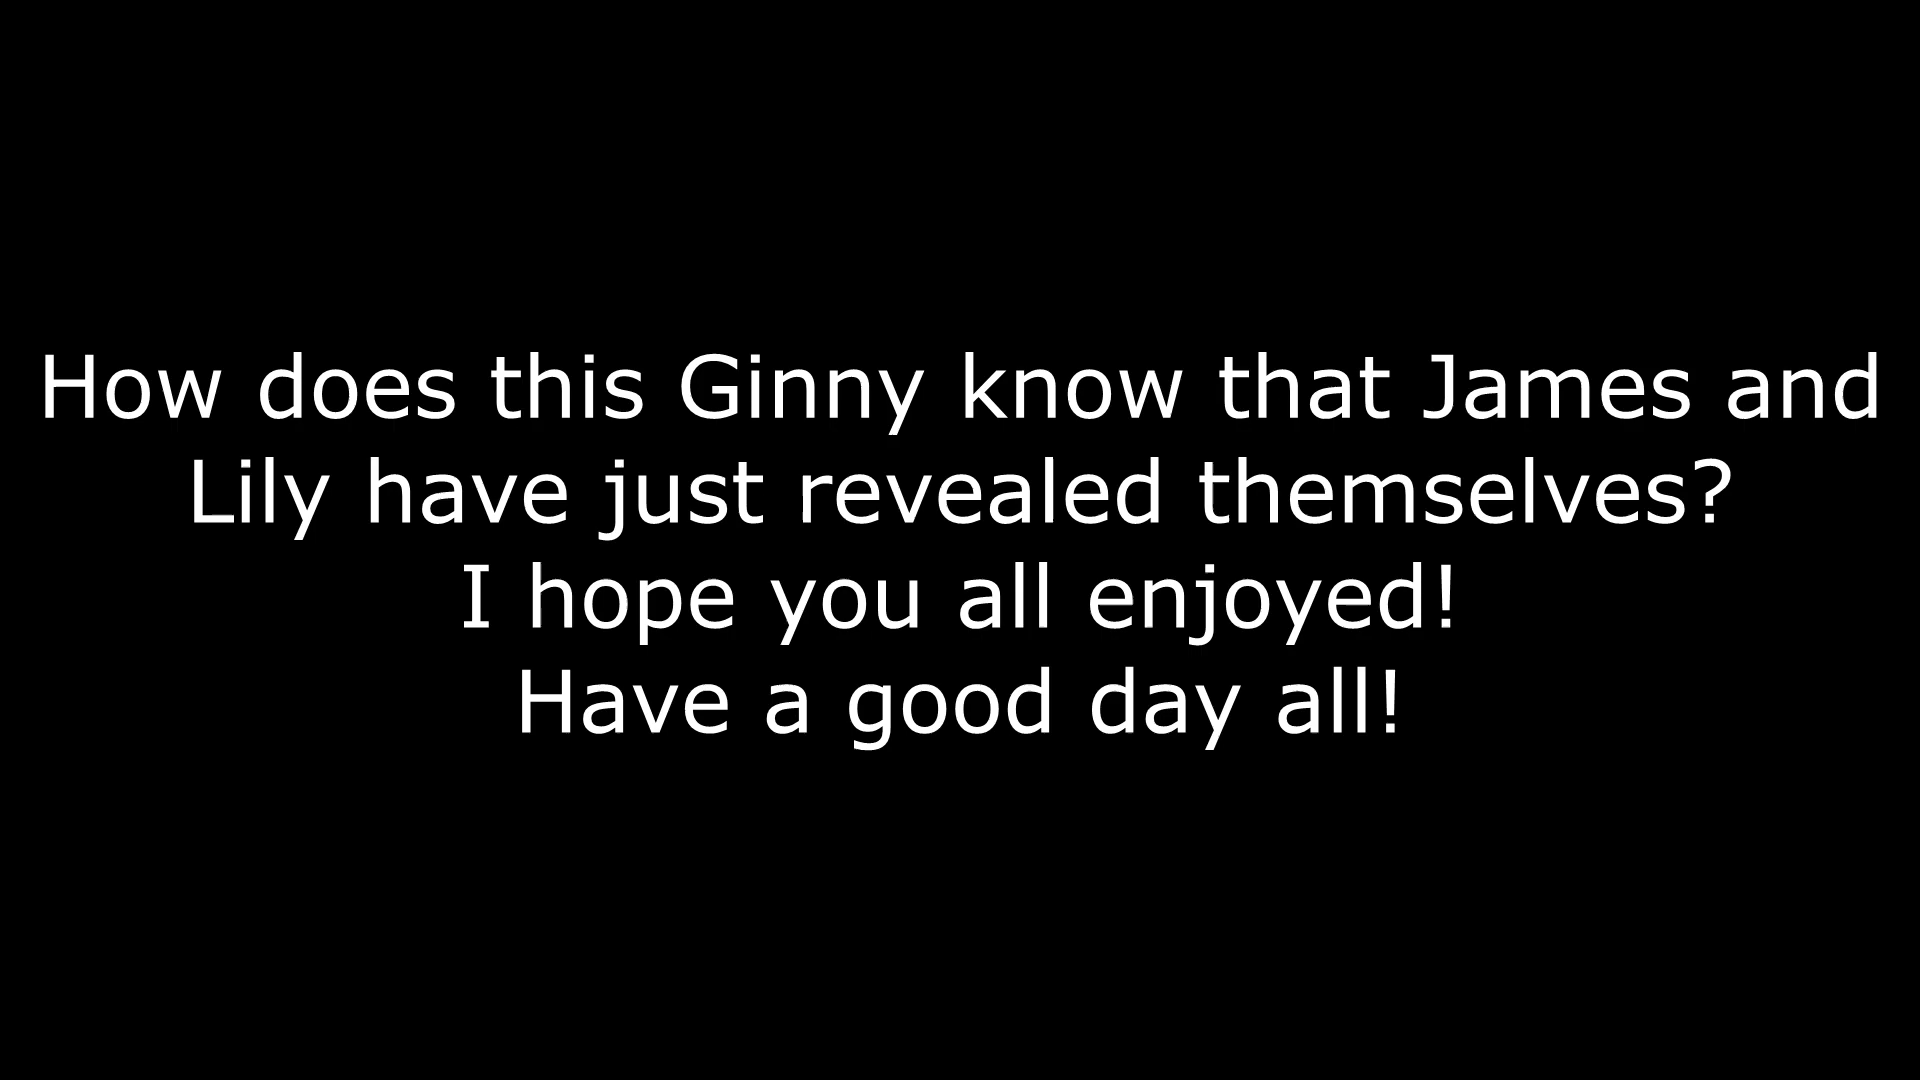 How does this Ginny know that James and
Lily have just revealed themselves?
I hope you all enjoyed!
Have a good day all!